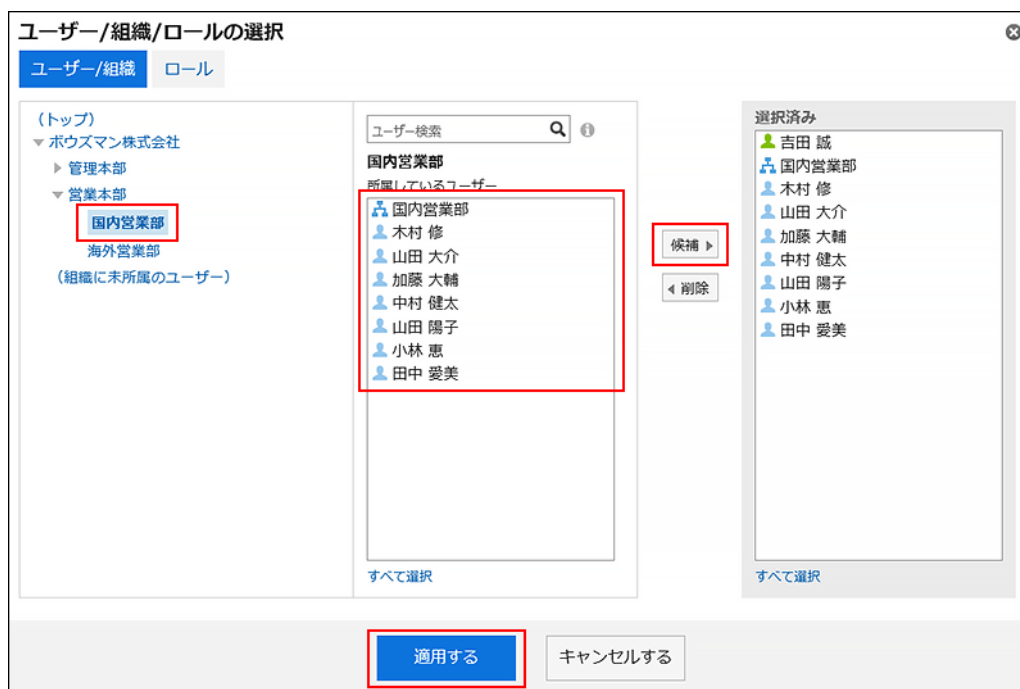 ユーザー/組織/ロールの選択
ユーザー/組織
ロール
(トップ)
ボウズマン株式会社
管理本部
営業本部
国内営業部
海外営業部
(組織に未所属のユーザー)
ユーザー検索
国内営業部
所属しているユーザー
国内営業部
木村 修
山田 大介
加藤 大輔
中村 健太
山田 陽子
小林 恵
田中 愛美
すべて選択
候補
削除
選択済み
吉田 誠
国内営業部
木村 修
山田 大介
加藤 大輔
中村 健太
山田 陽子
小林 恵
田中 愛美
すべて選択
適用する
キャンセルする